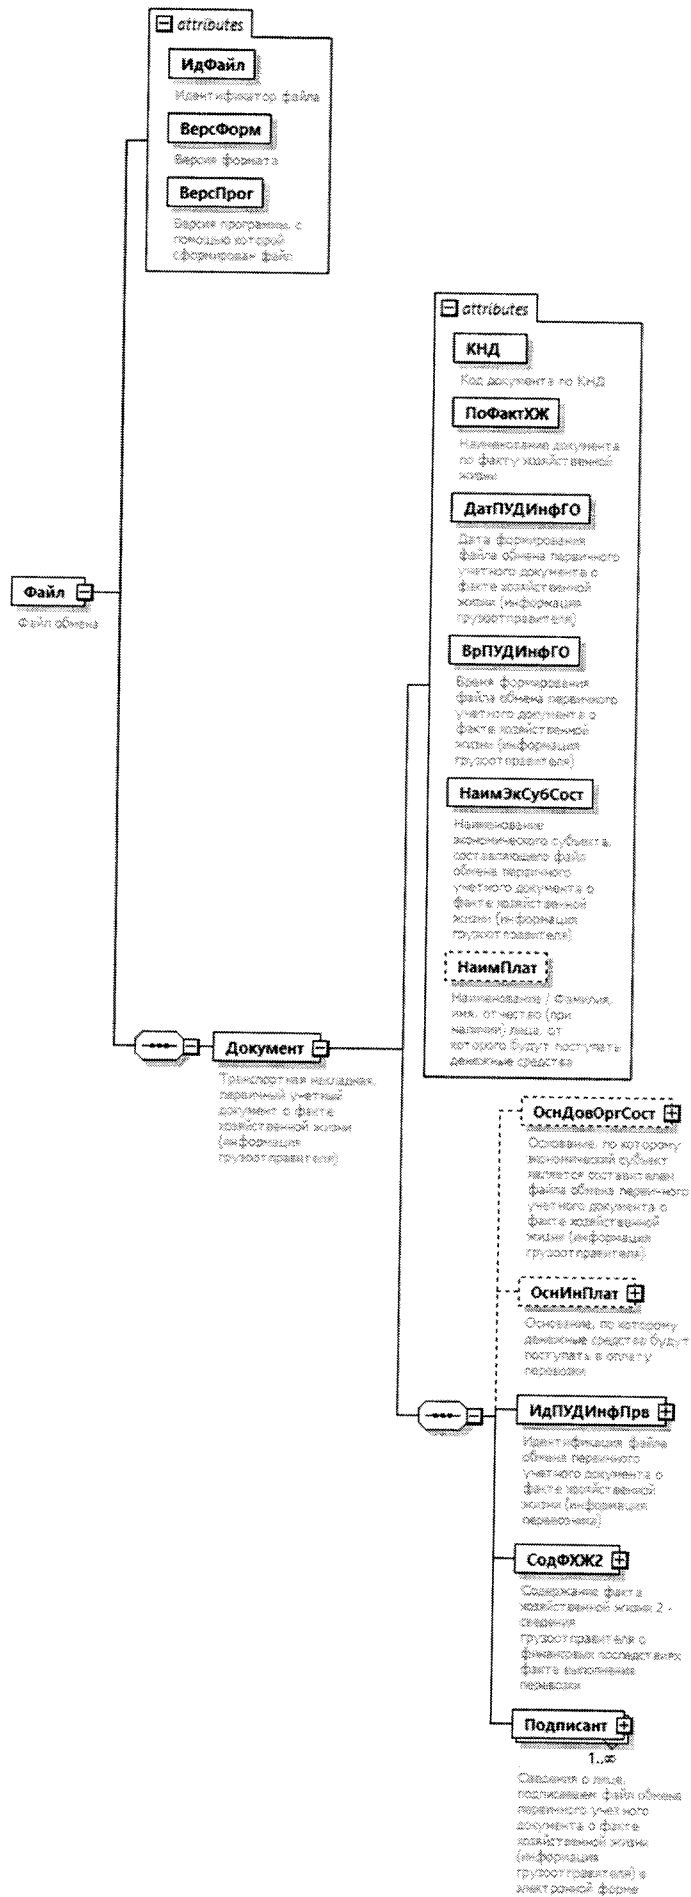 attributes
ИдФайл
Идентификатор файла
ВерсФорм
Версия формата
ВерсПрог
Версия программы, с
помощью которой
сформирован файл
attributes
КНД
Код документа по КНД
ПоФактХЖ
Наименование документа
по факту хозяйственной
жизни
ДатПУДИнфГО
Дата формирования
файла обмена первичного
учетного документа о
факте хозяйственной
жизни (информация
грузоотправителя)
ВрПУДИнфГО
Время формирования
файла обмена первичного
учетного документа о
факте хозяйственной
жизни (информация
грузоотправителя)
НаимЭкСубСост
Наименование
экономического субъекта,
составляющего файл
обмена первичного
учетного документа о
факте хозяйственной
жизни (информация
грузоотправителя)
НаимПлат
Наименование / Фамилия,
имя, отчество (при
наличии) лица, от
которого будут поступать
денежные средства
Файл
Файл обмена
Документ
Транспортная накладная,
первичный учетный
документ о факте
хозяйственной жизни
(информация
грузоотправителя)
ОснДовОргСост
Основание, по которому
экономический субъект
является составителем
файла обмена первичного
учетного документа о
факте хозяйственной
жизни (информация
грузоотправителя)
ОснИнПлат
Основание, по которому
денежные средства будут
поступать в оплату
перевозки
ИдПУДИнфПрв
Идентификация файла
обмена первичного
учетного документа о
факте хозяйственной
жизни (информация
перевозчика)
СодФХЖ2
Содержание факта
хозяйственной жизни 2 -
сведения
грузоотправителя о
финансовых последствиях
факта выполнения
перевозки
Подписант
1..∞
Сведения о лице,
подписавшем файл обмена
первичного учетного
документа о факте
хозяйственной жизни
(информация
грузоотправителя) в
электронной форме